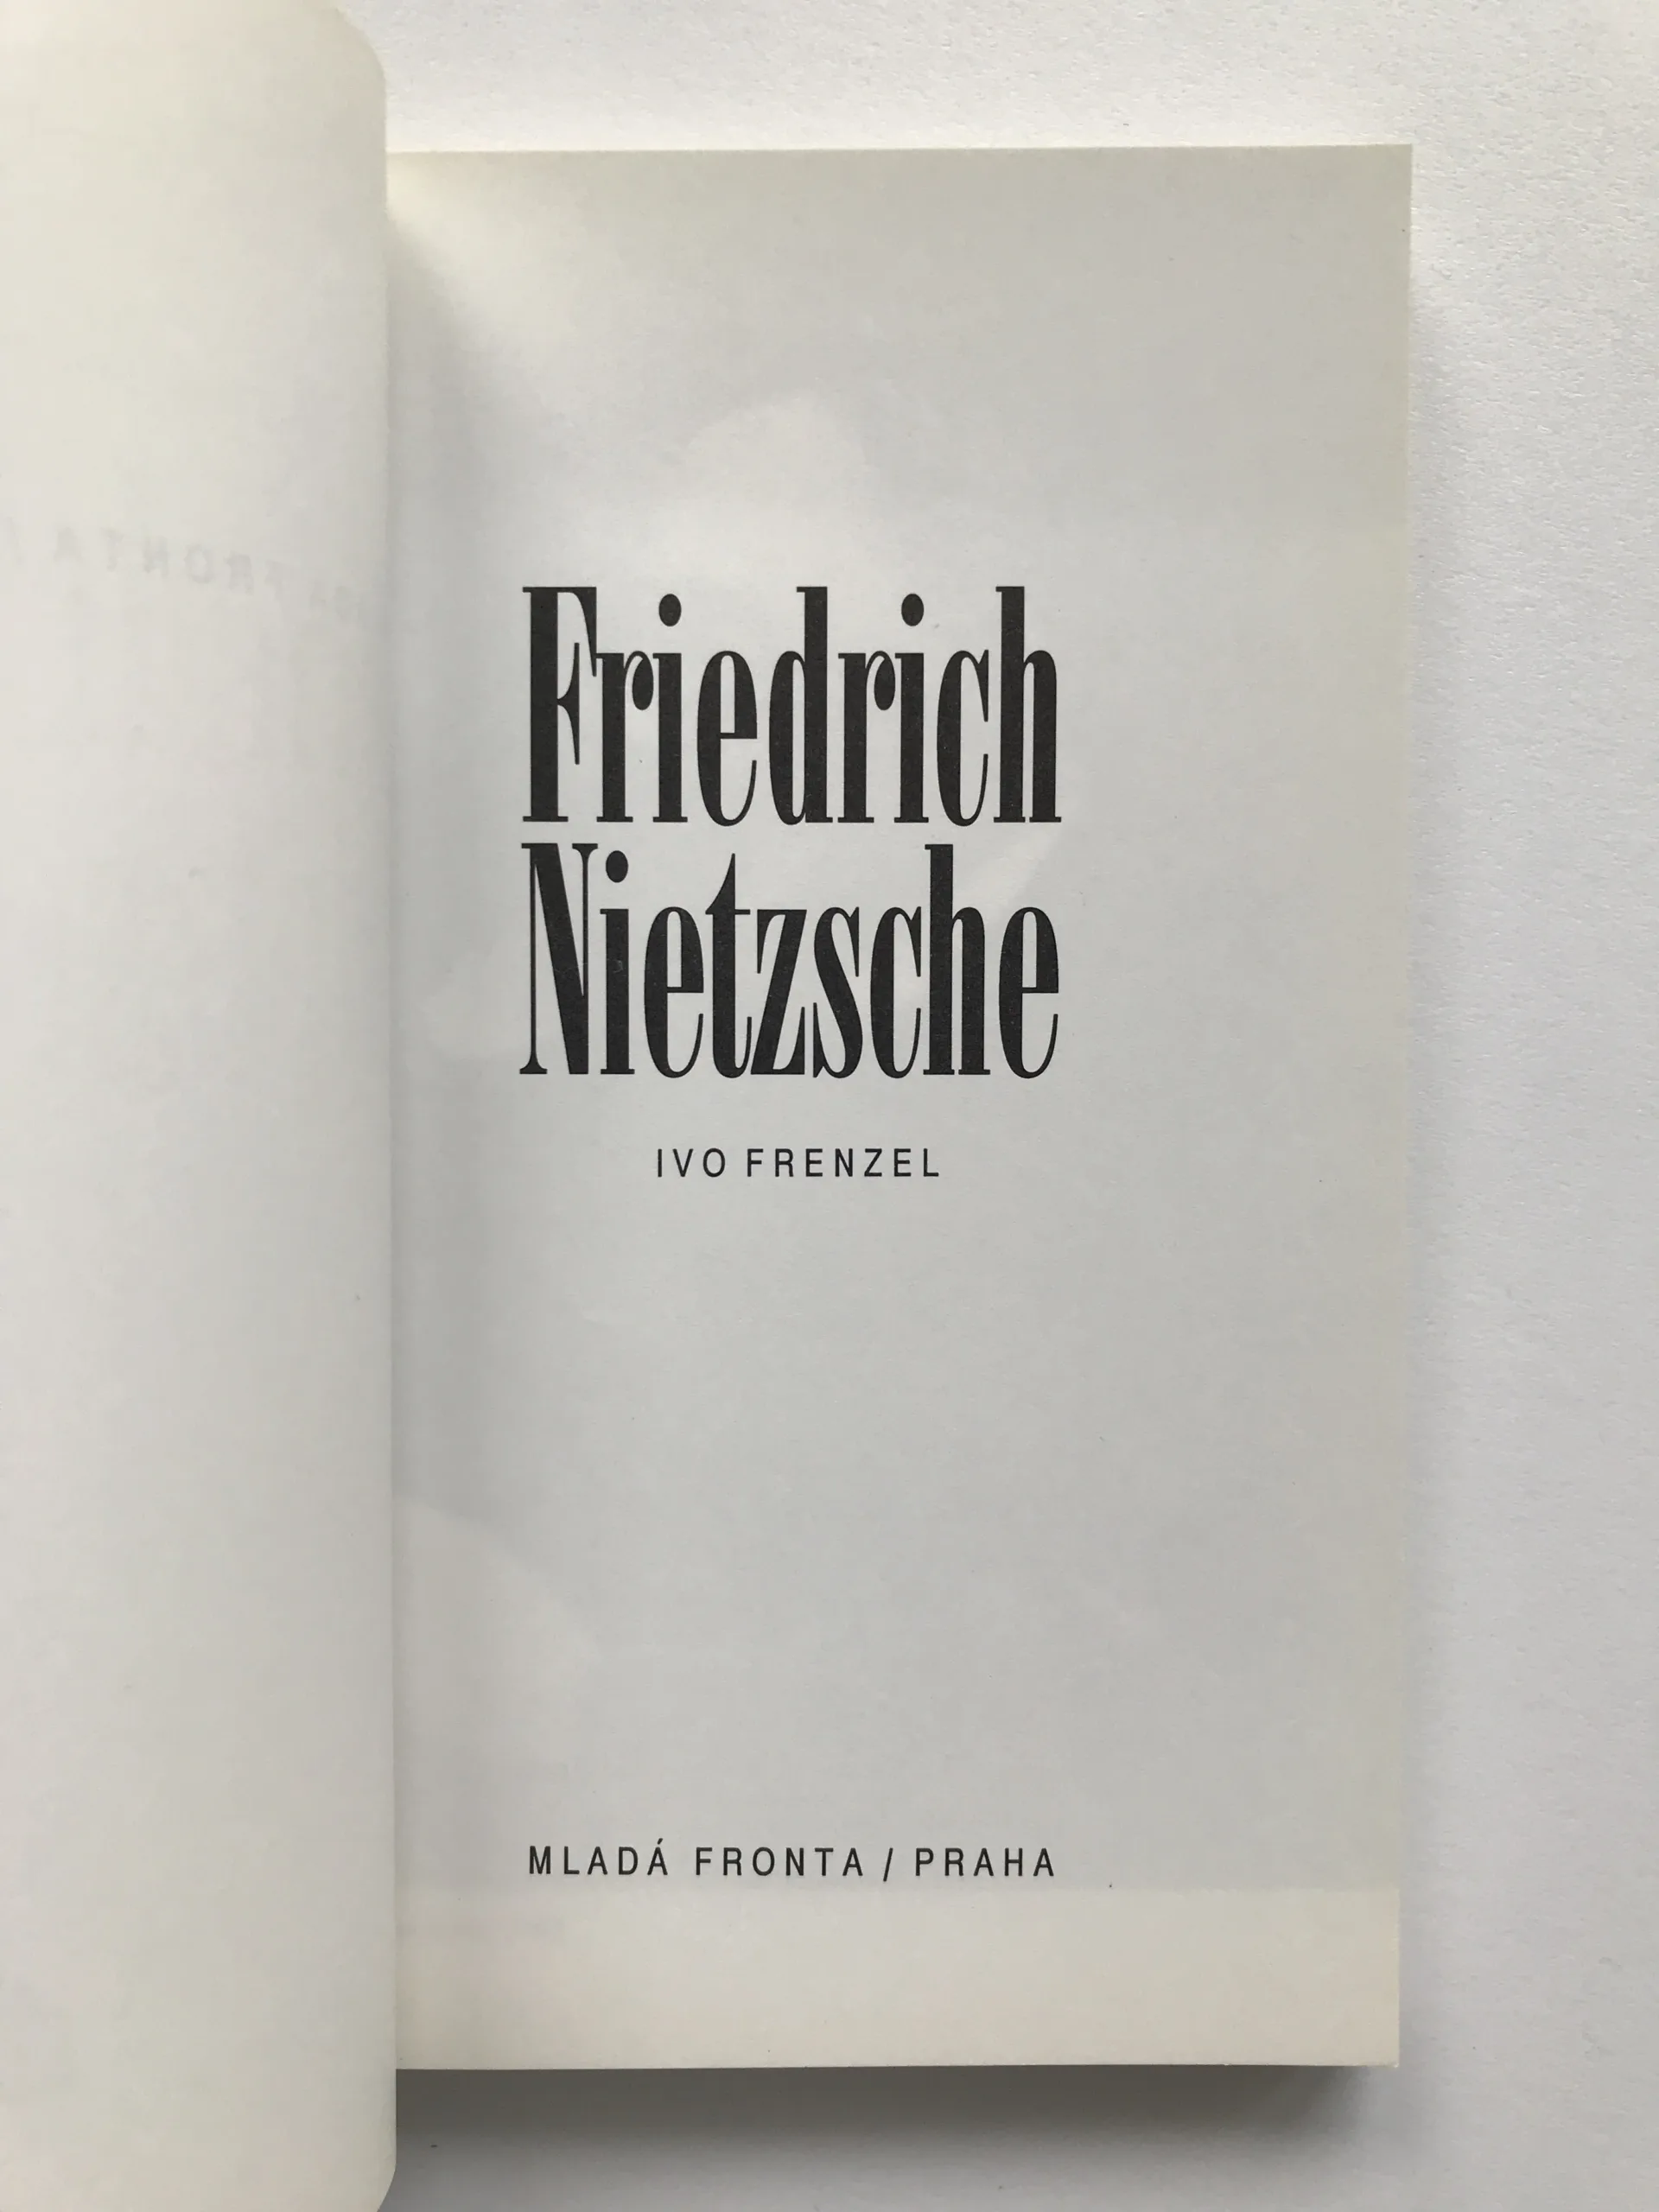 Friedrich
Nietzsche
IVO FRENZEL
MLADÁ FRONTA / PRAHA